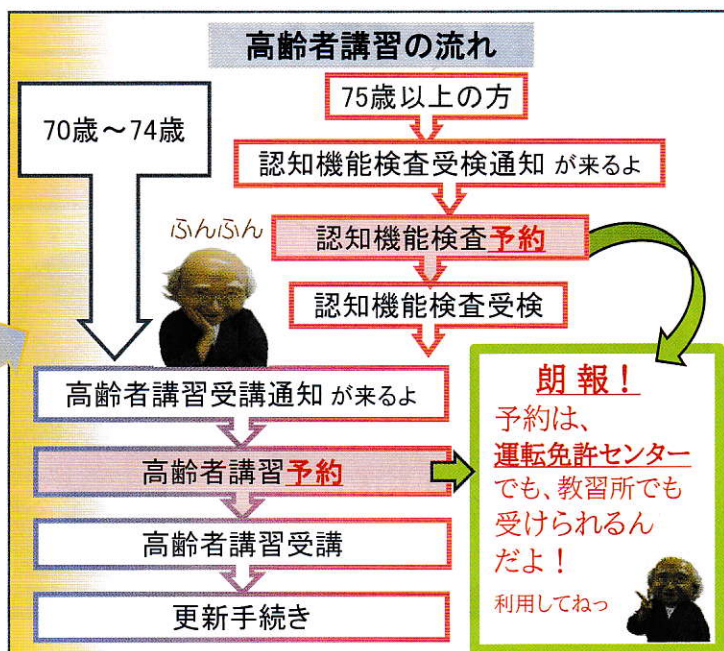 高齢者講習の流れ
70歳~74歳
75歳以上の方
認知機能検査受検通知 が来るよ
認知機能検査予約
認知機能検査受検
ふんふん
高齢者講習受講通知 が来るよ
高齢者講習予約
高齢者講習受講
更新手続き
朗報!
予約は、
運転免許センター
でも、教習所でも
受けられるん
だよ!
利用してねっ